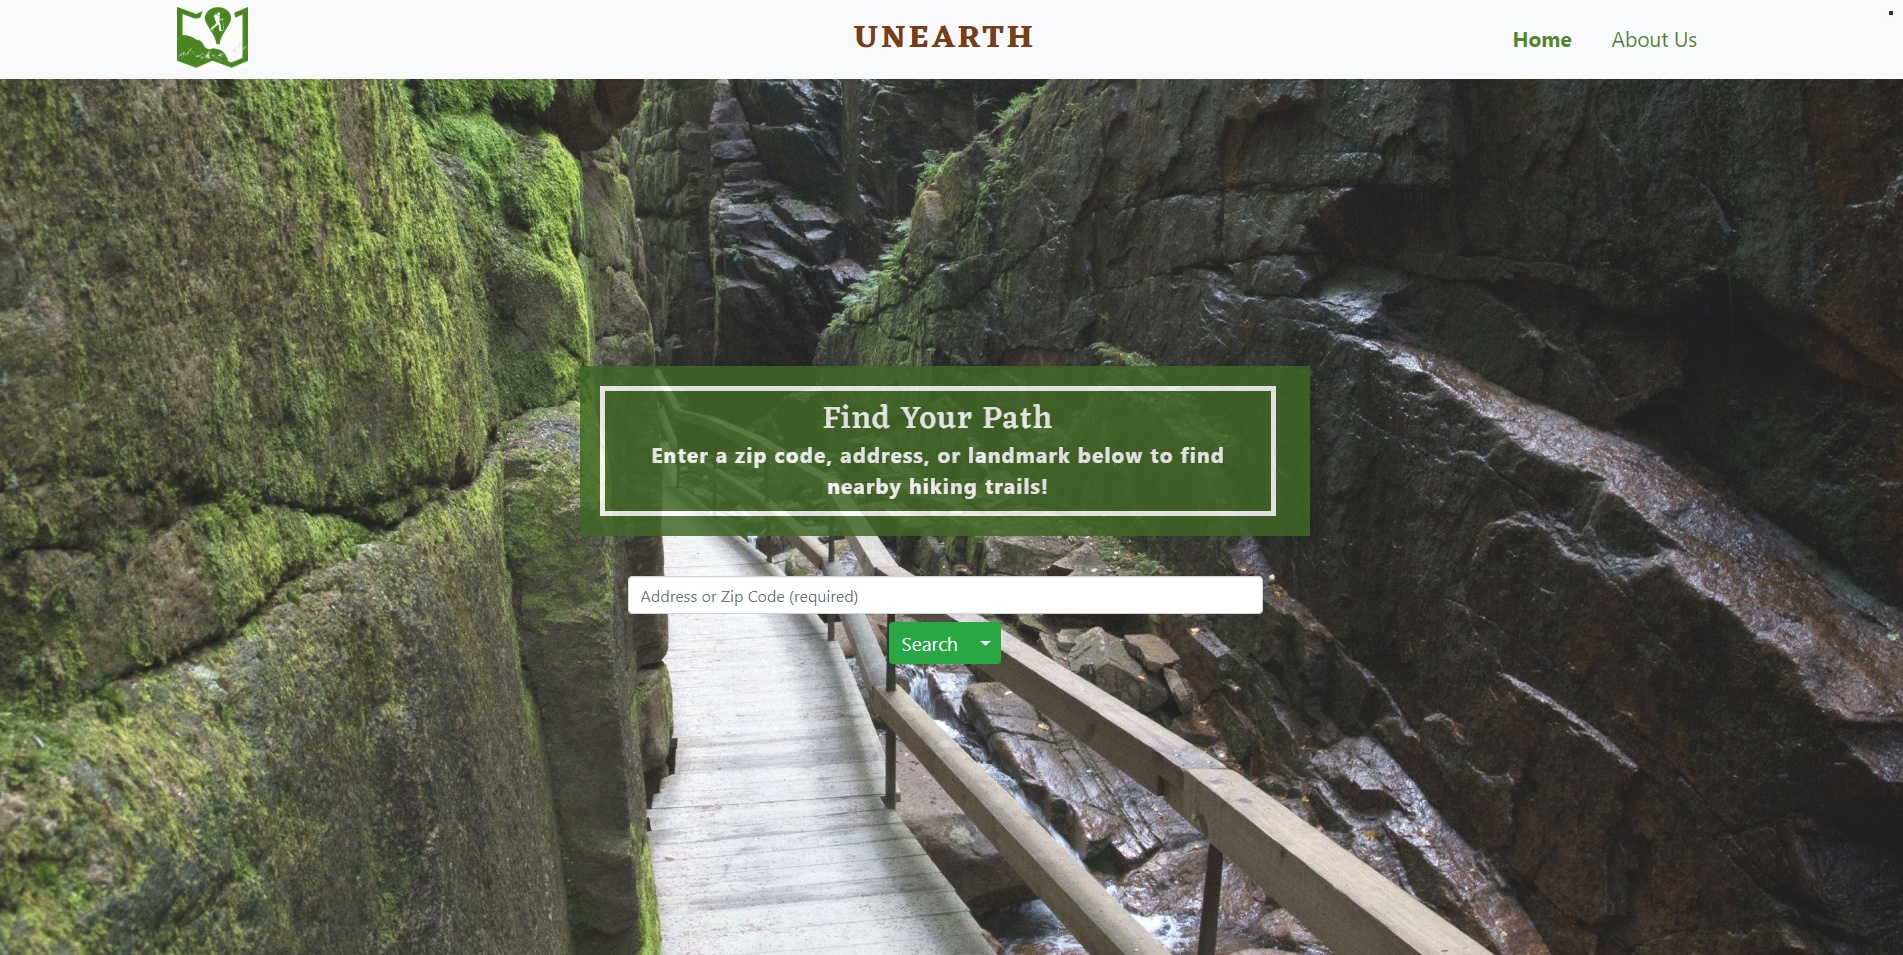 UNEARTH
Home
About Us
Find Your Path
Enter a zip code, address, or landmark below to find
nearby hiking trails!
Address or Zip Code (required)
Search